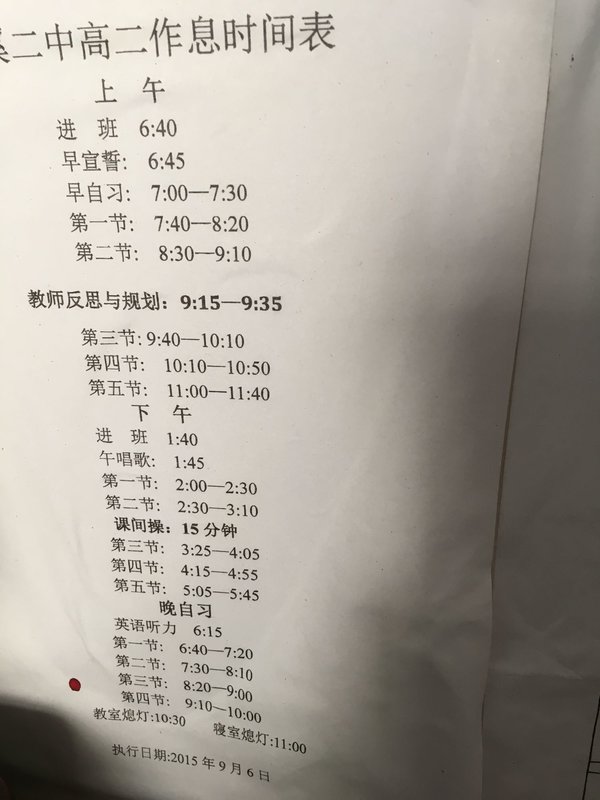 二中高二作息时间表
上 午
进 班 6:40
早宣誓: 6:45
早自习: 7:00—7:30
第一节: 7:40—8:20
第二节: 8:30—9:10
教师反思与规划: 9:15—9:35
第三节: 9:40—10:10
第四节: 10:10—10:50
第五节: 11:00—11:40
下 午
进 班 1:40
午唱歌: 1:45
第一节: 2:00—2:30
第二节: 2:30—3:10
课间操: 15 分钟
第三节: 3:25—4:05
第四节: 4:15—4:55
第五节: 5:05—5:45
晚自习
英语听力 6:15
第一节: 6:40—7:20
第二节: 7:30—8:10
第三节: 8:20—9:00
第四节: 9:10—10:00
教室熄灯:10:30 寝室熄灯:11:00
执行日期:2015 年 9 月 6 日